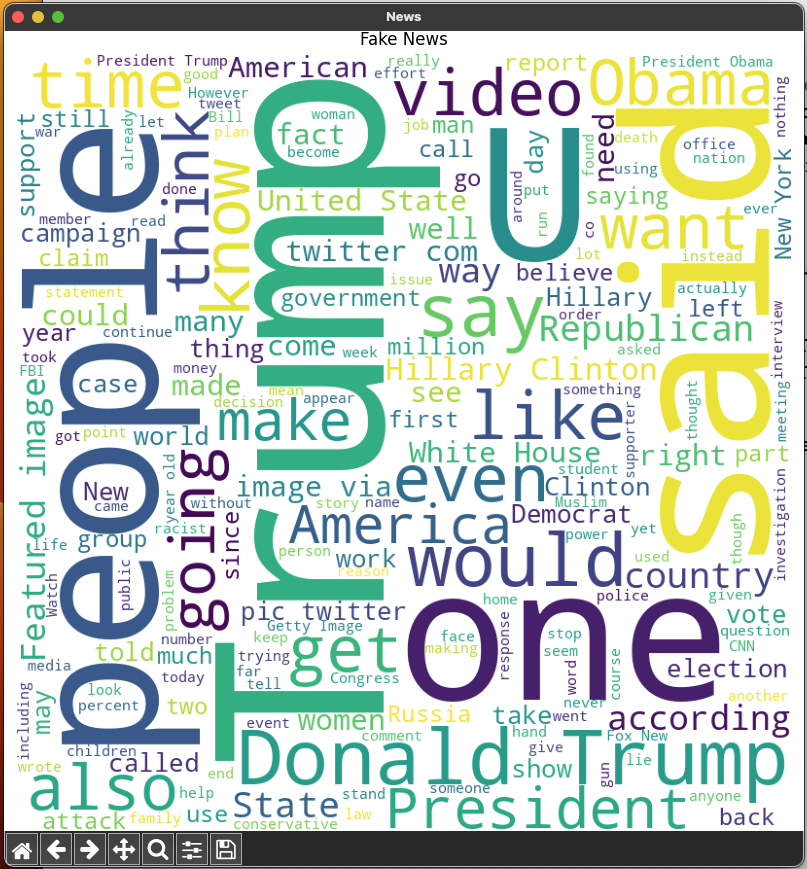 News
Fake News
President Trump
good
American
really
effort
report
President Obama
time
However
tweet
video
Obama
nothing
support
still
war
already
let
Bill
plan
think
fact
woman
become
job
man
call
day
need
death
found
office
nation
using
New York
people
done
know
Trump
United State
go
U
around
put
run
co
saying
said
ever
member
read
campaign
claim
statement
well
twitter com
way
believe
want
lot
instead
could
government
issue
say
Hillary
order
actually
left
year
continue
many
thing
come
week
million
Republican
asked
interview
took
FBI
case
money
made
mean
decision
appear
Hillary Clinton
see
something
thought
meeting
Featured image
got
point
world
make
first
like
supporter
White House
right
part
New
came
year old
without
image via
story
name
even
student
Clinton
Muslim
investigation
racist
going
since
America
Democrat
power
yet
though
life
group
person
work
reason
would
used
country
Watch
public
problem
pic twitter
home
police
given
vote
number
Getty Image
keep
get
face
making
response
one
stop
seem
question
CNN
told
much
trying
far
tell
Congress
word
course
election
media
today
look
percent
two
women
Russia
take
never
went
another
according
including
may
event
comment
hand
give
Fox New
children
called
Donald Trump
show
lie
wrote
also
end
help
someone
gun
anyone
State
stand
President
attack
family
use
conservative
law
back